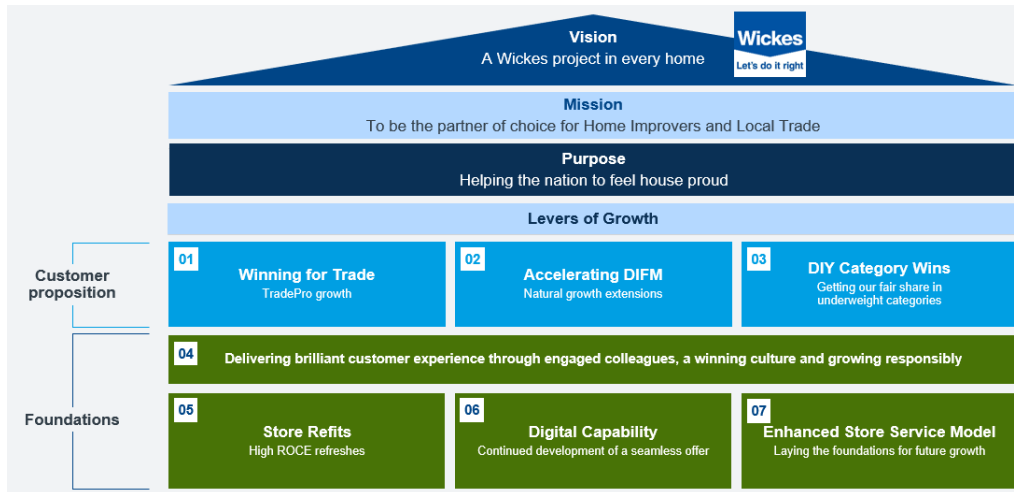 Vision
A Wickes project in every home
Wickes
Let's do it right
Mission
To be the partner of choice for Home Improvers and Local Trade
Purpose
Helping the nation to feel house proud
Levers of Growth
Customer
proposition
01
Winning for Trade
TradePro growth
02
Accelerating DIFM
Natural growth extensions
03
DIY Category Wins
Getting our fair share in
underweight categories
Foundations
04
Delivering brilliant customer experience through engaged colleagues, a winning culture and growing responsibly
05
Store Refits
High ROCE refreshes
06
Digital Capability
Continued development of a seamless offer
07
Enhanced Store Service Model
Laying the foundations for future growth